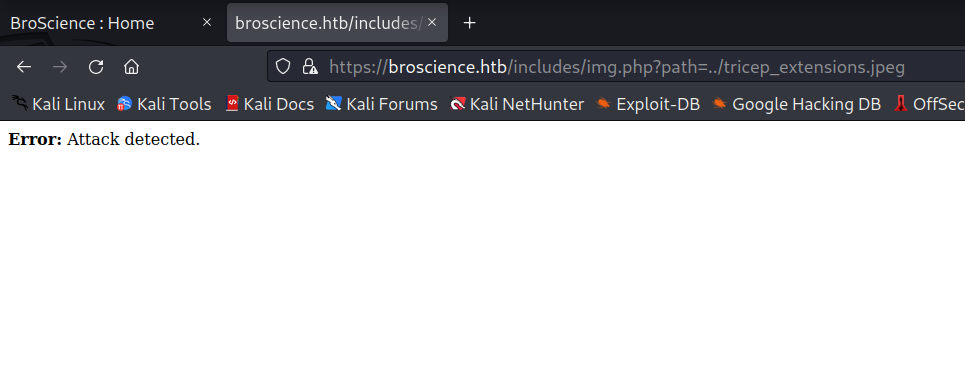 BroScience : Home
broscience.htb/includes/
https://broscience.htb/includes/img.php?path=../tricep_extensions.jpeg
Kali Linux Kali Tools Kali Docs Kali Forums Kali NetHunter Exploit-DB Google Hacking DB OffSec
Error: Attack detected.